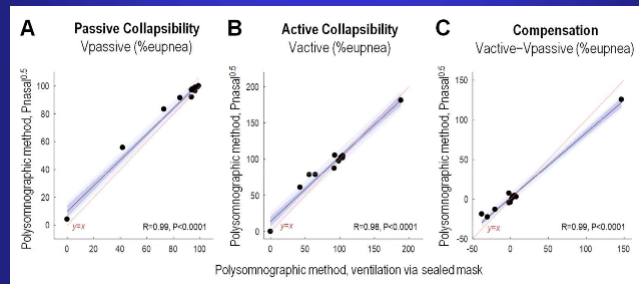 A
Passive Collapsibility
Vpassive (%eupnea)
Polysomnographic method, Pnasal0.5
100
80
60
40
20
0
0 20 40 60 80 100
y=x
R=0.99, P<0.0001
B
Active Collapsibility
Vactive (%eupnea)
Polysomnographic method, Pnasal0.5
200
150
100
50
0
0 50 100 150 200
y=x
R=0.98, P<0.0001
C
Compensation
Vactive−Vpassive (%eupnea)
Polysomnographic method, Pnasal0.5
150
100
50
0
-50
-50 0 50 100 150
y=x
R=0.99, P<0.0001
Polysomnographic method, ventilation via sealed mask